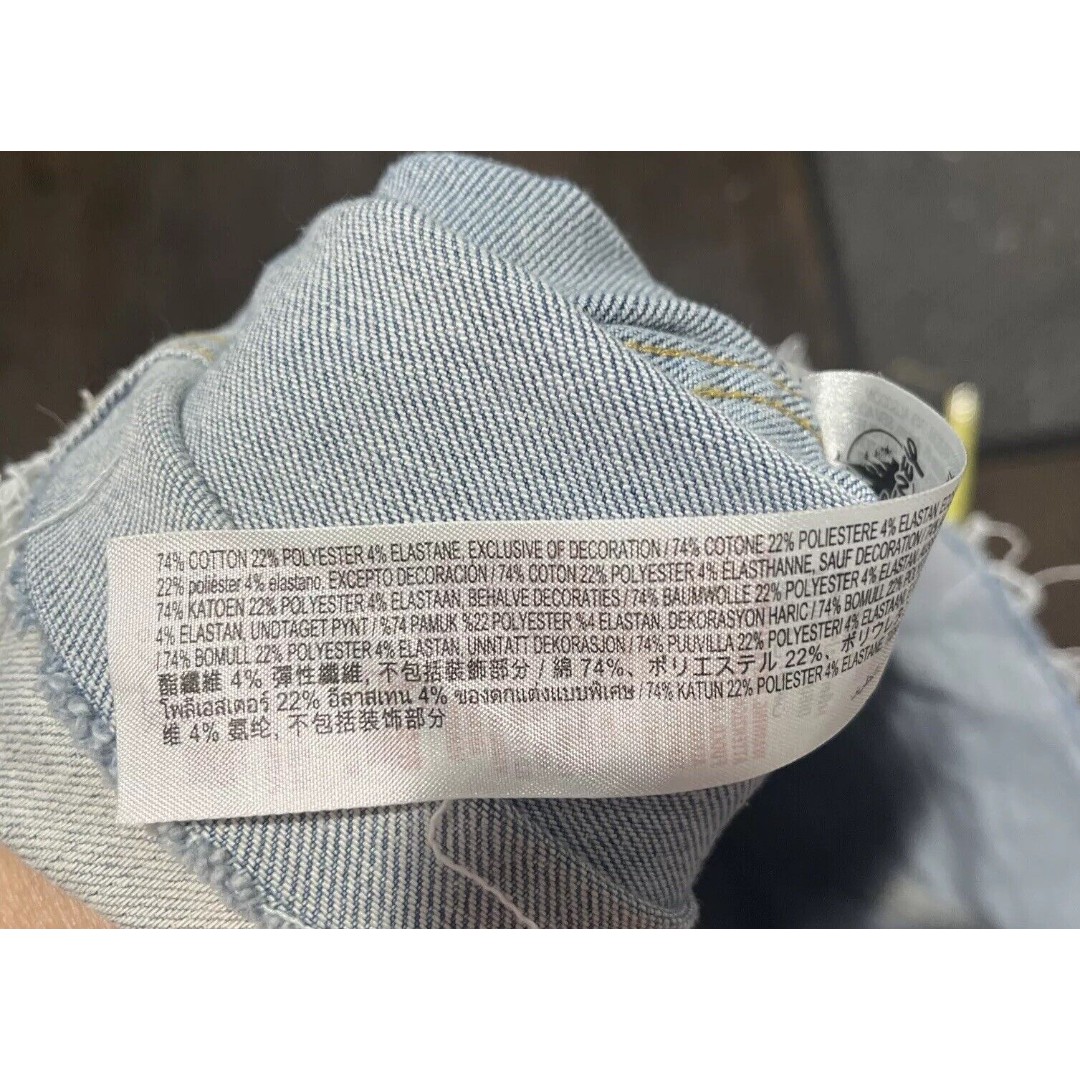 74% COTTON 22% POLYESTER 4% ELASTANE, EXCLUSIVE OF DECORATION / 74% COTONE 22% POLIESTERE 4% ELASTAN
22% poliéster 4% elastano. EXCEPTO DECORACIÓN / 74% COTON 22% POLYESTER 4% ÉLASTHANNE, SAUF DECORATION /
74% KATOEN 22% POLYESTER 4% ELASTAAN, BEHALVE DECORATIES / 74% BAUMWOLLE 22% POLYESTER 4% ELASTAN
4% ELASTAN, UNDTAGET PYNT / %74 PAMUK %22 POLYESTER %4 ELASTAN, DEKORASYON HARIC / 74% BOMULL 22%
/ 74% BOMULL 22% POLYESTER 4% ELASTAN, UNNTATT DEKORASJON / 74% PUUVILLA 22% POLYESTERI 4% ELASTAANI
酯纖維 4% 彈性纖維, 不包括裝飾部分 / 綿 74%、ポリエステル 22%、
โพลีเอสเตอร์ 22% อีลาสเทน 4% ของตกแต่งแบบพิเศษ / 74% KATUN 22% POLIESTER 4% ELASTANE
维 4% 氨纶, 不包括装饰部分